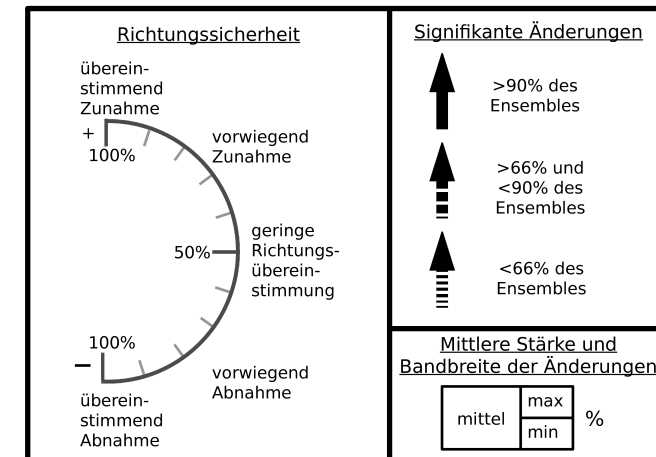 Richtungssicherheit
überein-
stimmend
Zunahme
+
100%
vorwiegend
Zunahme
50%
geringe
Richtungs-
überein-
stimmung
100%
−
vorwiegend
Abnahme
überein-
stimmend
Abnahme
Signifikante Änderungen
>90% des
Ensembles
>66% und
<90% des
Ensembles
<66% des
Ensembles
Mittlere Stärke und
Bandbreite der Änderungen
mittel
max
min
%